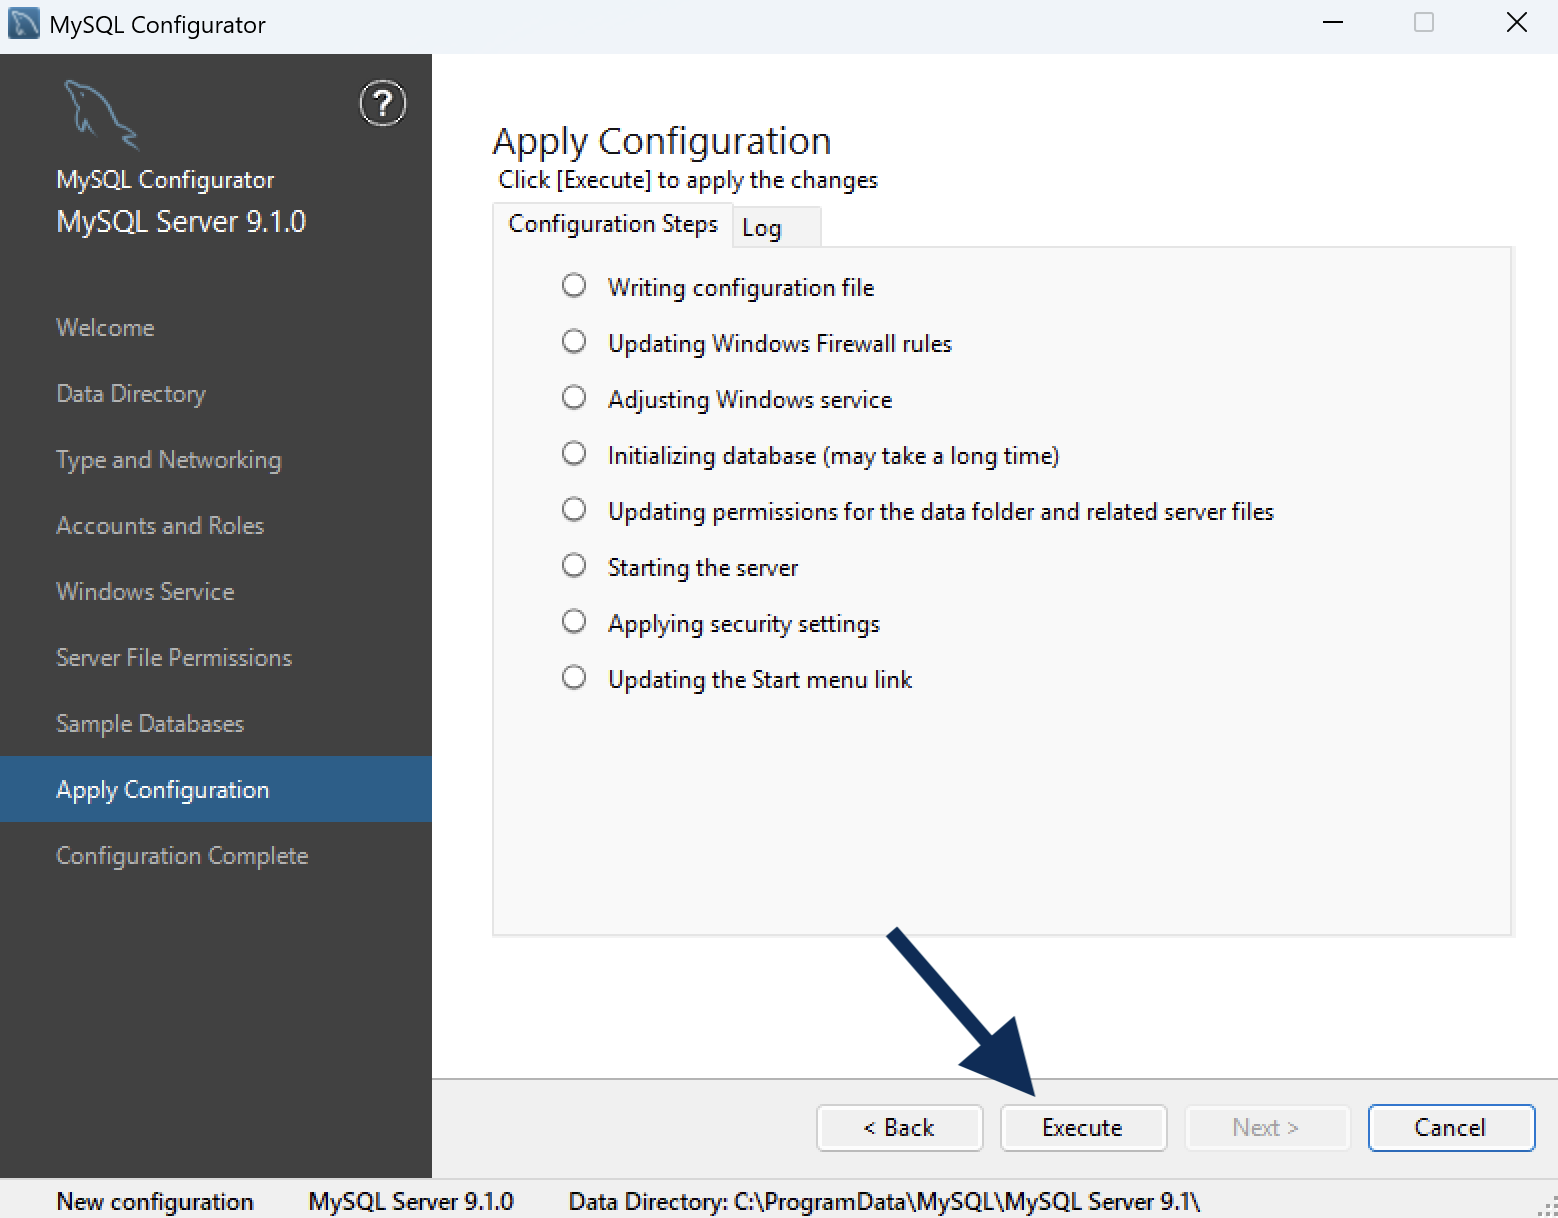 MySQL Configurator
?
MySQL Configurator
MySQL Server 9.1.0
Welcome
Data Directory
Type and Networking
Accounts and Roles
Windows Service
Server File Permissions
Sample Databases
Apply Configuration
Configuration Complete
Apply Configuration
Click [Execute] to apply the changes
Configuration Steps Log
Writing configuration file
Updating Windows Firewall rules
Adjusting Windows service
Initializing database (may take a long time)
Updating permissions for the data folder and related server files
Starting the server
Applying security settings
Updating the Start menu link
< Back Execute Next > Cancel
New configuration MySQL Server 9.1.0 Data Directory: C:\ProgramData\MySQL\MySQL Server 9.1\